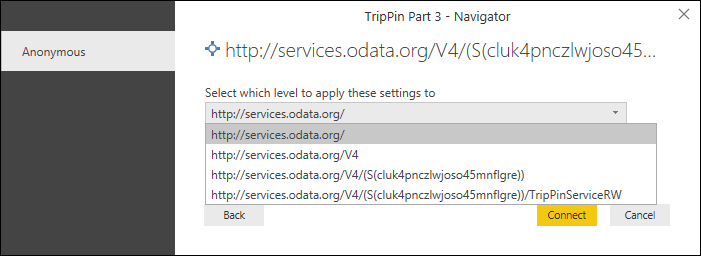 TripPin Part 3 - Navigator
Anonymous
http://services.odata.org/V4/(S(cluk4pnczlwjoso45...
Select which level to apply these settings to
http://services.odata.org/
http://services.odata.org/
http://services.odata.org/V4
http://services.odata.org/V4/(S(cluk4pnczlwjoso45mnflgre))
http://services.odata.org/V4/(S(cluk4pnczlwjoso45mnflgre))/TripPinServiceRW
Back
Connect
Cancel